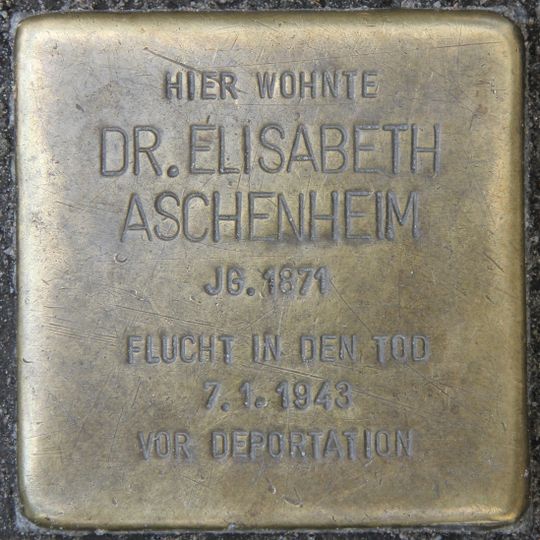 HIER WOHNTE
DR. ELISABETH
ASCHENHEIM
JG. 1871
FLUCHT IN DEN TOD
7. 1. 1943
VOR DEPORTATION